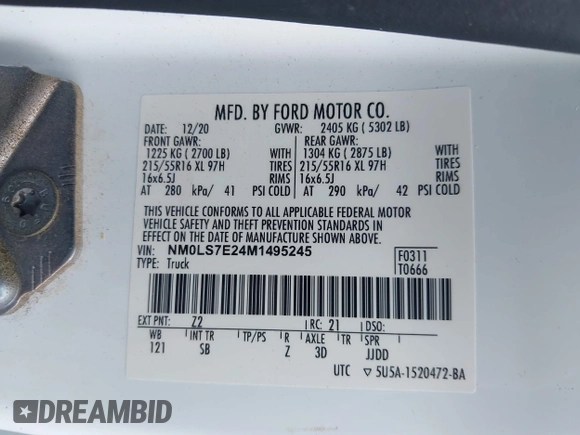 MFD. BY FORD MOTOR CO.
DATE: 12/20 GVWR: 2405 KG ( 5302 LB)
FRONT GAWR: REAR GAWR:
1225 KG ( 2700 LB) WITH 1304 KG ( 2875 LB) WITH
215/55R16 XL 97H TIRES 215/55R16 XL 97H TIRES
16x6.5J RIMS 16x6.5J RIMS
AT 280 kPa/ 41 PSI COLD AT 290 kPa/ 42 PSI COLD
THIS VEHICLE CONFORMS TO ALL APPLICABLE FEDERAL MOTOR
VEHICLE SAFETY AND THEFT PREVENTION STANDARDS IN
EFFECT ON THE DATE OF MANUFACTURE SHOWN ABOVE.
VIN: NM0LS7E24M1495245 F0311
TYPE: Truck T0666
EXT PNT: Z2 RC: 21 DSO:
WB INT TR TP/PS R AXLE TR SPR
121 SB Z 3D JJDD
UTC ▽ 5U5A-1520472-BA
DREAMBID